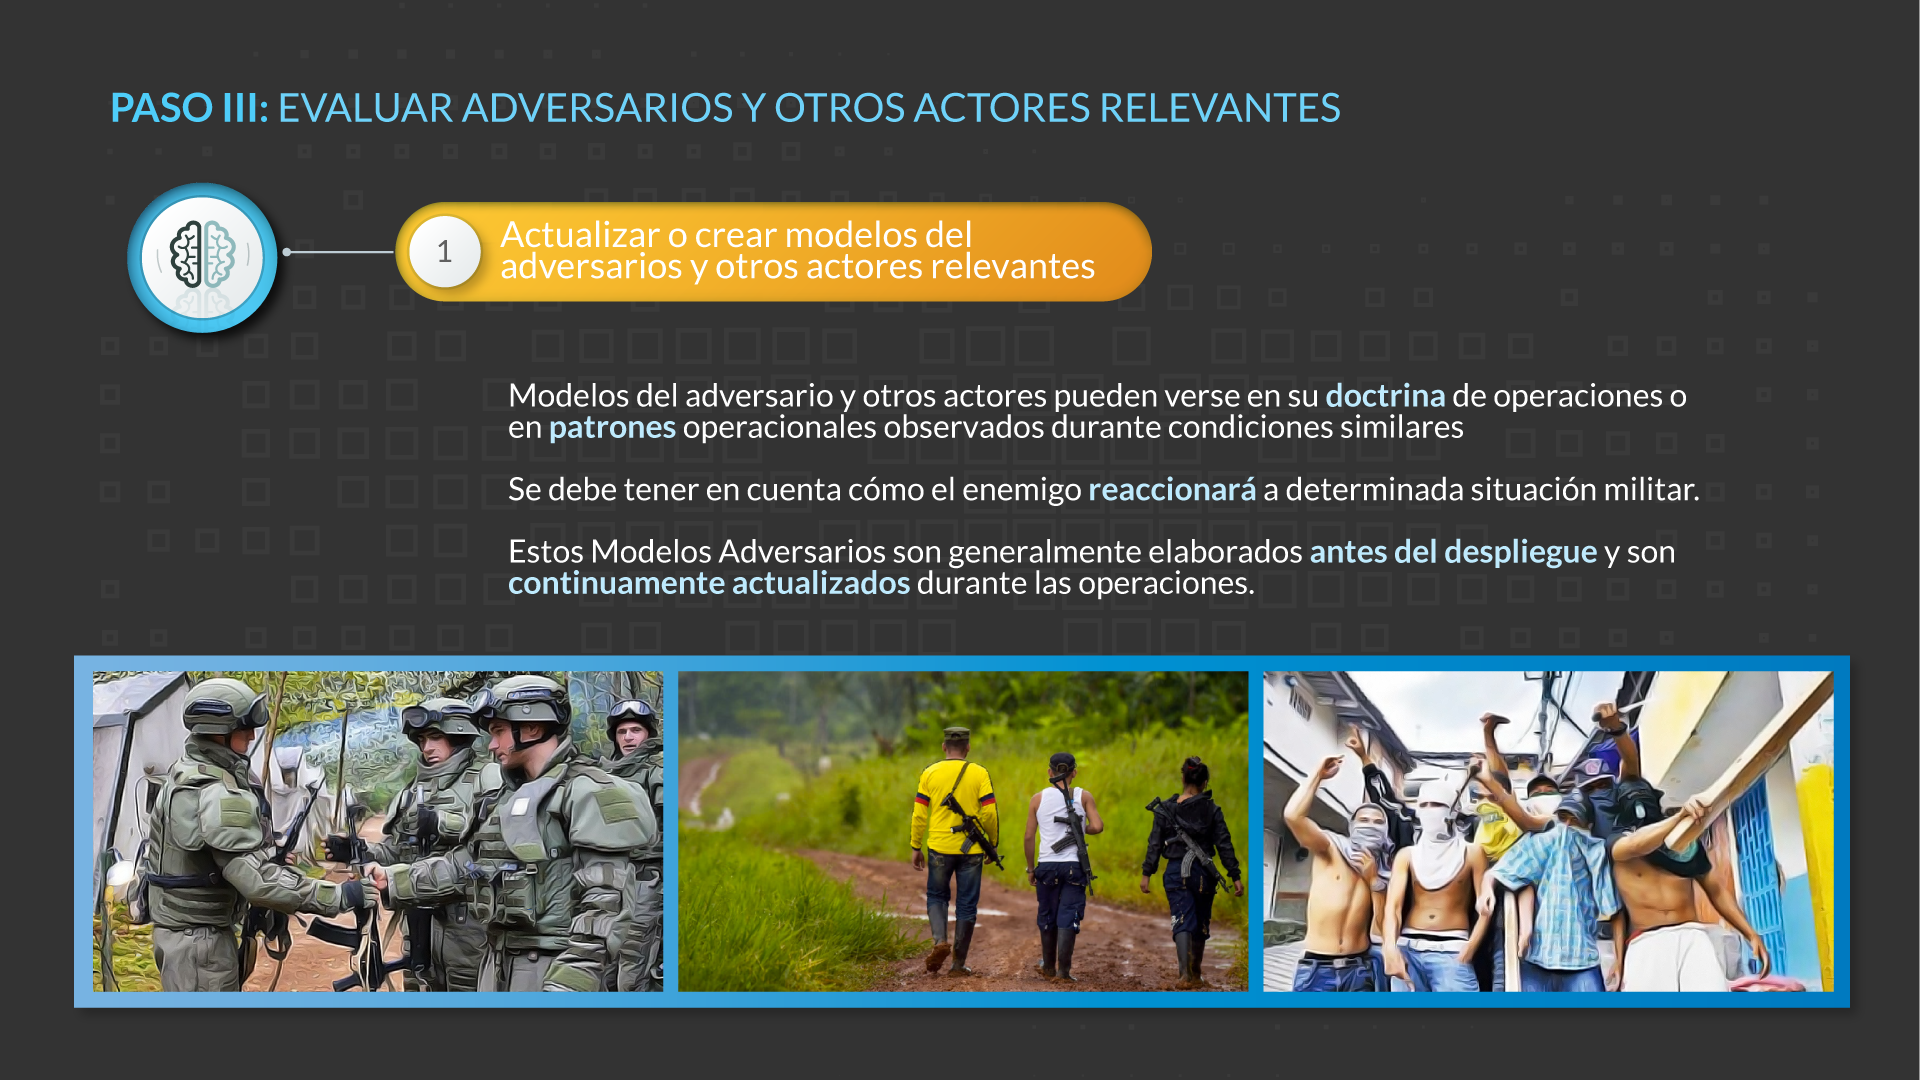 PASO III: EVALUAR ADVERSARIOS Y OTROS ACTORES RELEVANTES
1
Actualizar o crear modelos del
adversarios y otros actores relevantes
Modelos del adversario y otros actores pueden verse en su doctrina de operaciones o
en patrones operacionales observados durante condiciones similares
Se debe tener en cuenta cómo el enemigo reaccionará a determinada situación militar.
Estos Modelos Adversarios son generalmente elaborados antes del despliegue y son
continuamente actualizados durante las operaciones.